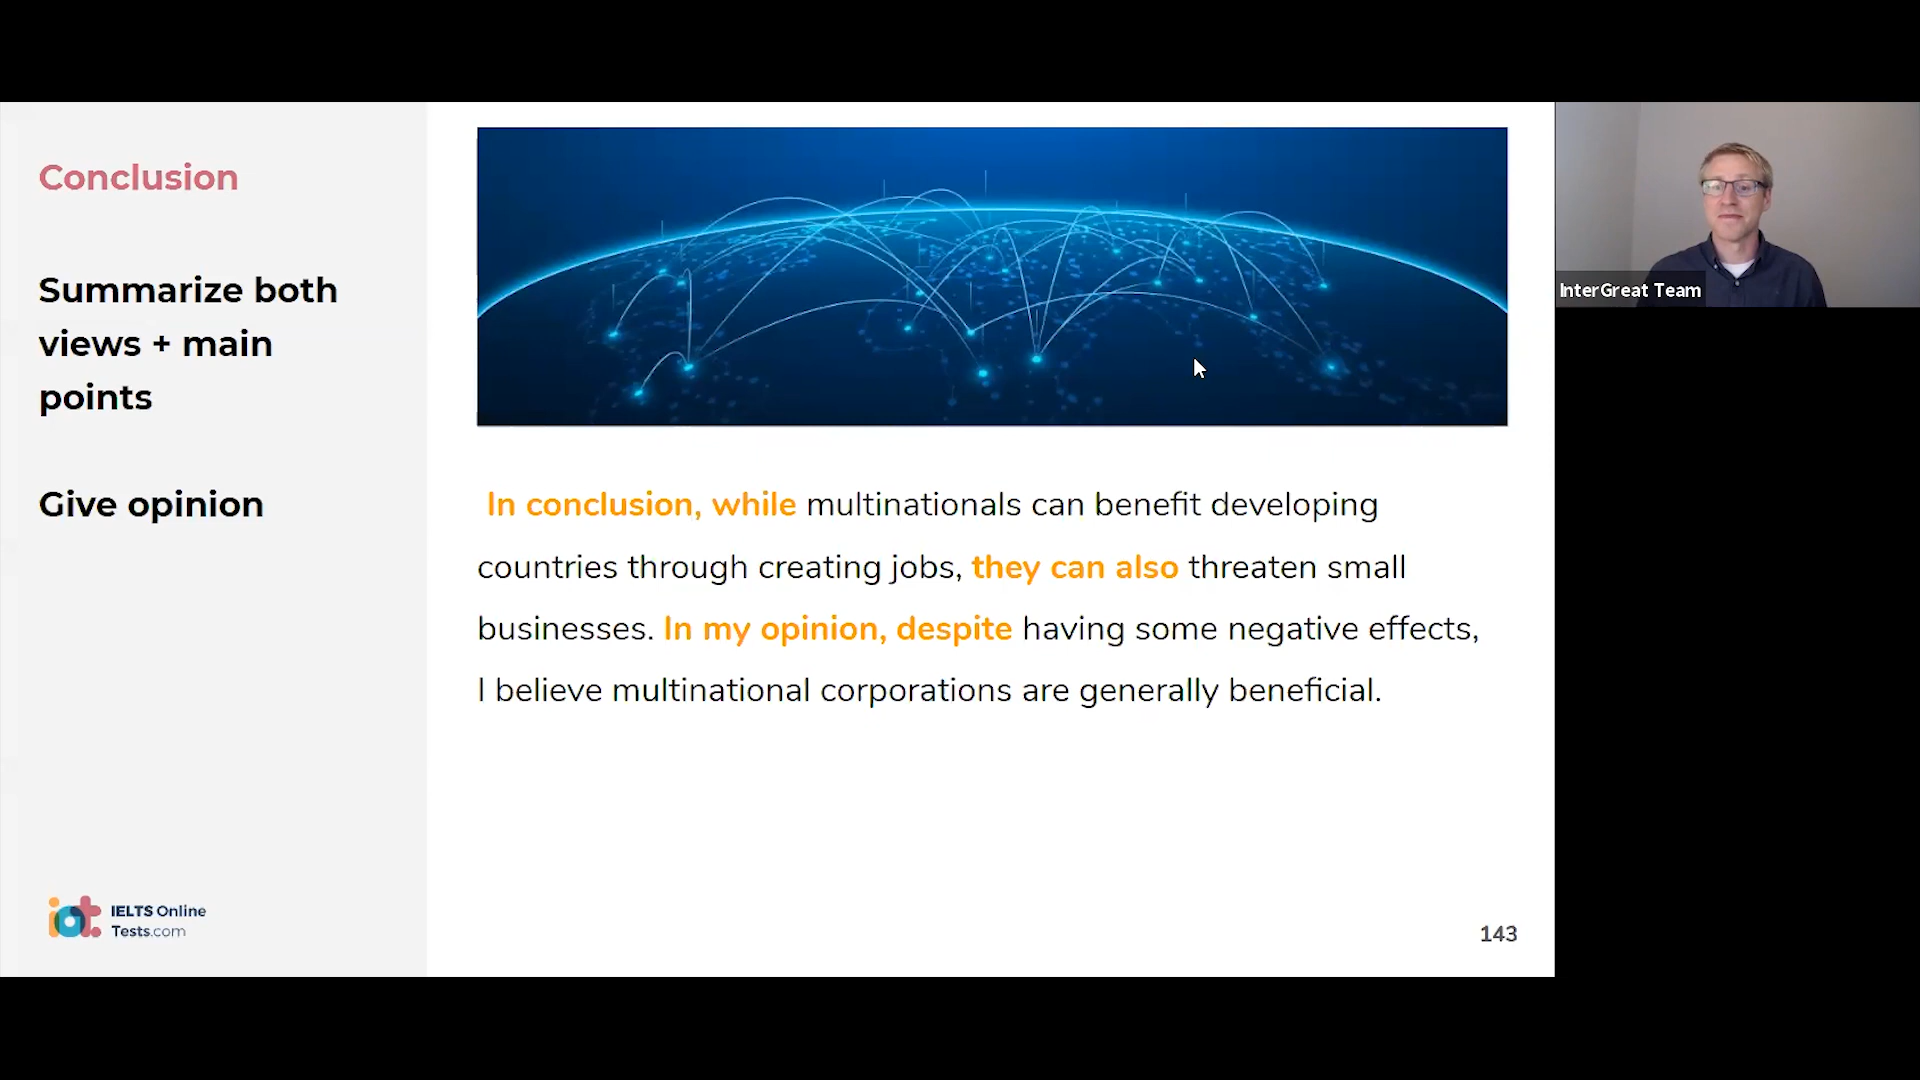 Conclusion
Summarize both
views + main
points
Give opinion
In conclusion, while multinationals can benefit developing
countries through creating jobs, they can also threaten small
businesses. In my opinion, despite having some negative effects,
I believe multinational corporations are generally beneficial.
iot
IELTS Online
Tests.com
143
InterGreat Team